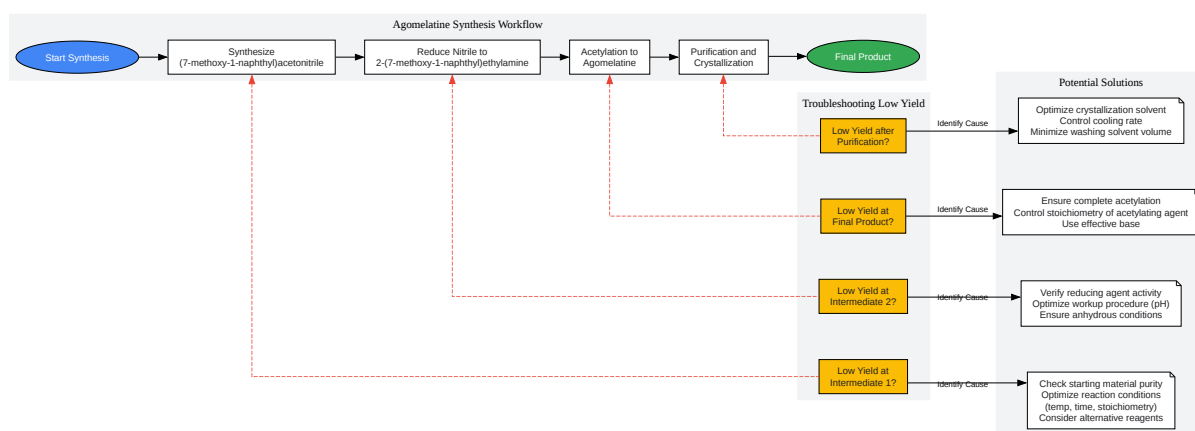 Agomelatine Synthesis Workflow
Start Synthesis
Synthesize
(7-methoxy-1-naphthyl)acetonitrile
Reduce Nitrile to
2-(7-methoxy-1-naphthyl)ethylamine
Acetylation to
Agomelatine
Purification and
Crystallization
Final Product
Troubleshooting Low Yield
Potential Solutions
Low Yield after
Purification?
Identify Cause
Optimize crystallization solvent
Control cooling rate
Minimize washing solvent volume
Low Yield at
Final Product?
Identify Cause
Ensure complete acetylation
Control stoichiometry of acetylating agent
Use effective base
Low Yield at
Intermediate 2?
Identify Cause
Verify reducing agent activity
Optimize workup procedure (pH)
Ensure anhydrous conditions
Low Yield at
Intermediate 1?
Identify Cause
Check starting material purity
Optimize reaction conditions
(temp, time, stoichiometry)
Consider alternative reagents